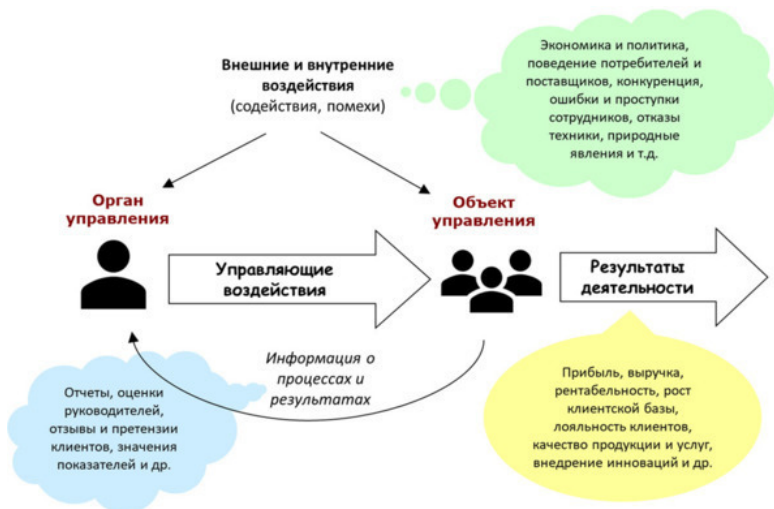 Внешние и внутренние
воздействия
(содействия, помехи)
Экономика и политика,
поведение потребителей и
поставщиков, конкуренция,
ошибки и проступки
сотрудников, отказы
техники, природные
явления и т.д.
Орган
управления
Объект
управления
Управляющие
воздействия
Результаты
деятельности
Информация о
процессах и
результатах
Отчеты, оценки
руководителей,
отзывы и претензии
клиентов, значения
показателей и др.
Прибыль, выручка,
рентабельность, рост
клиентской базы,
лояльность клиентов,
качество продукции и услуг,
внедрение инноваций и др.